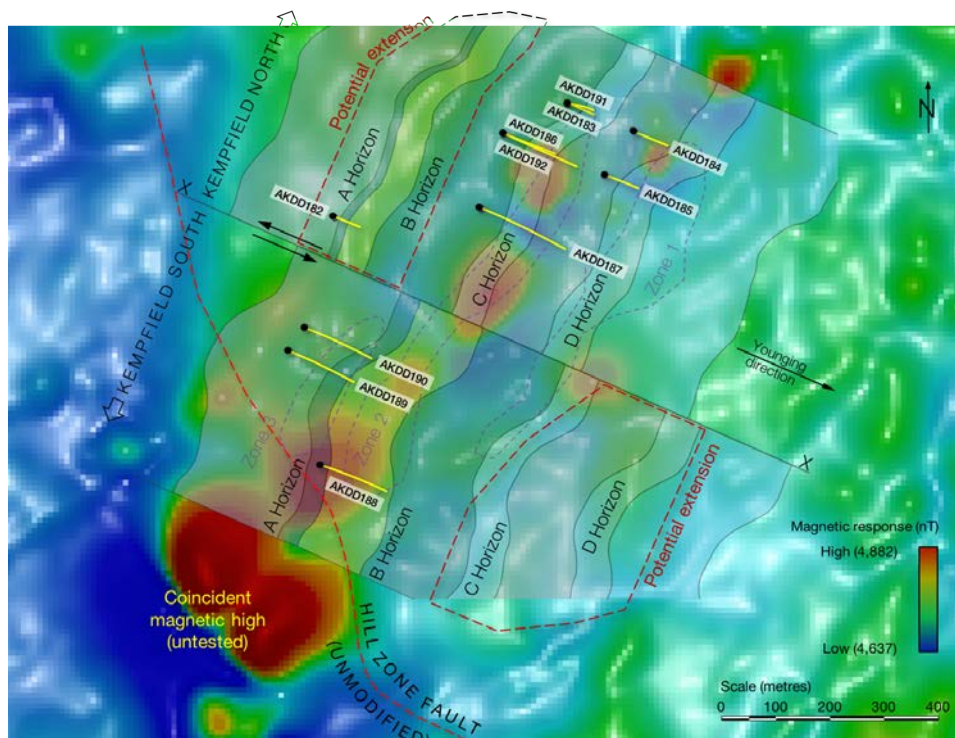 KEMPFIELD NORTH
KEMPFIELD SOUTH
Potential extension
A Horizon
B Horizon
C Horizon
D Horizon
Zone 1
AKDD191
AKDD183
AKDD186
AKDD192
AKDD184
AKDD185
AKDD182
AKDD187
N
X
Younging
direction
AKDD190
AKDD189
AKDD188
Zone 3
Zone 2
A Horizon
B Horizon
C Horizon
D Horizon
Potential extension
X
Coincident
magnetic high
(untested)
HILL ZONE FAULT
(UNMODIFIED)
Magnetic response (nT)
High (4,882)
Low (4,637)
Scale (metres)
0 100 200 300 400